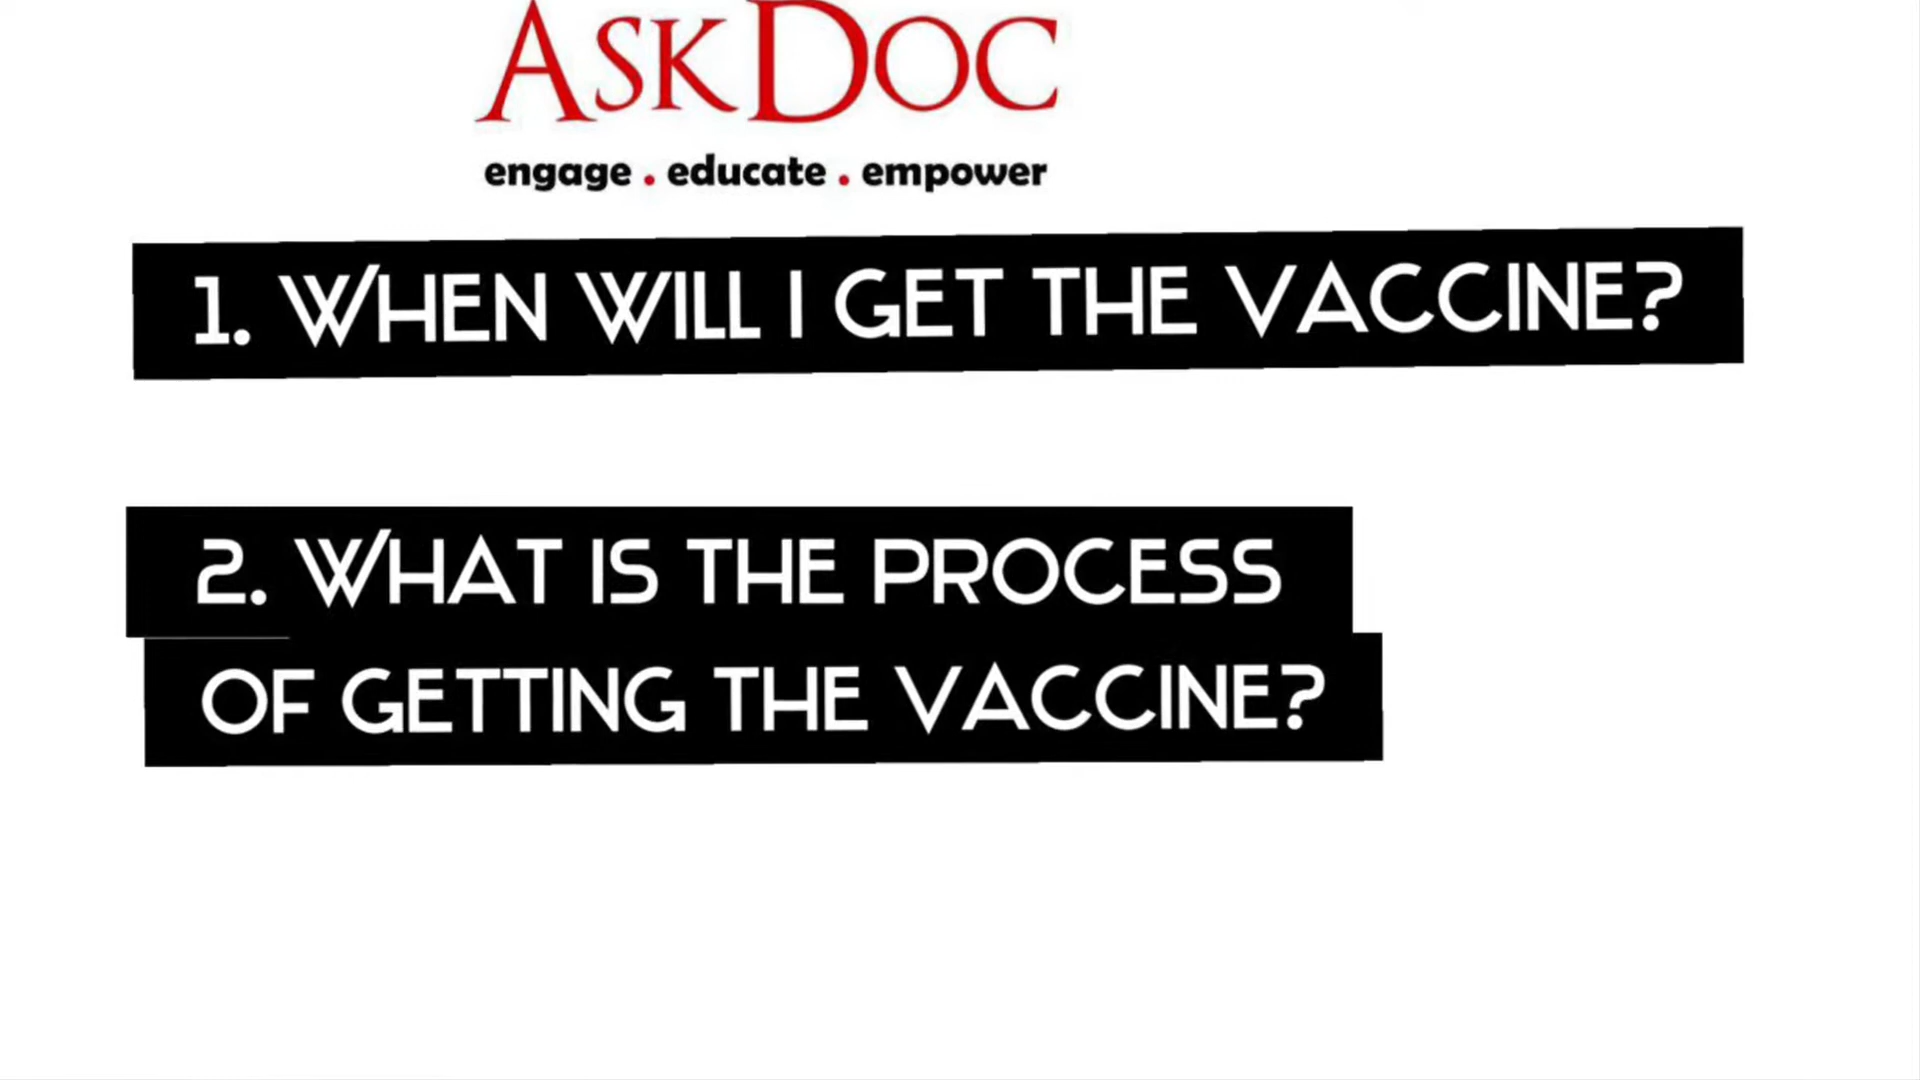 ASKDOC
engage . educate . empower
1. WHEN WILL I GET THE VACCINE?
2. WHAT IS THE PROCESS
OF GETTING THE VACCINE?